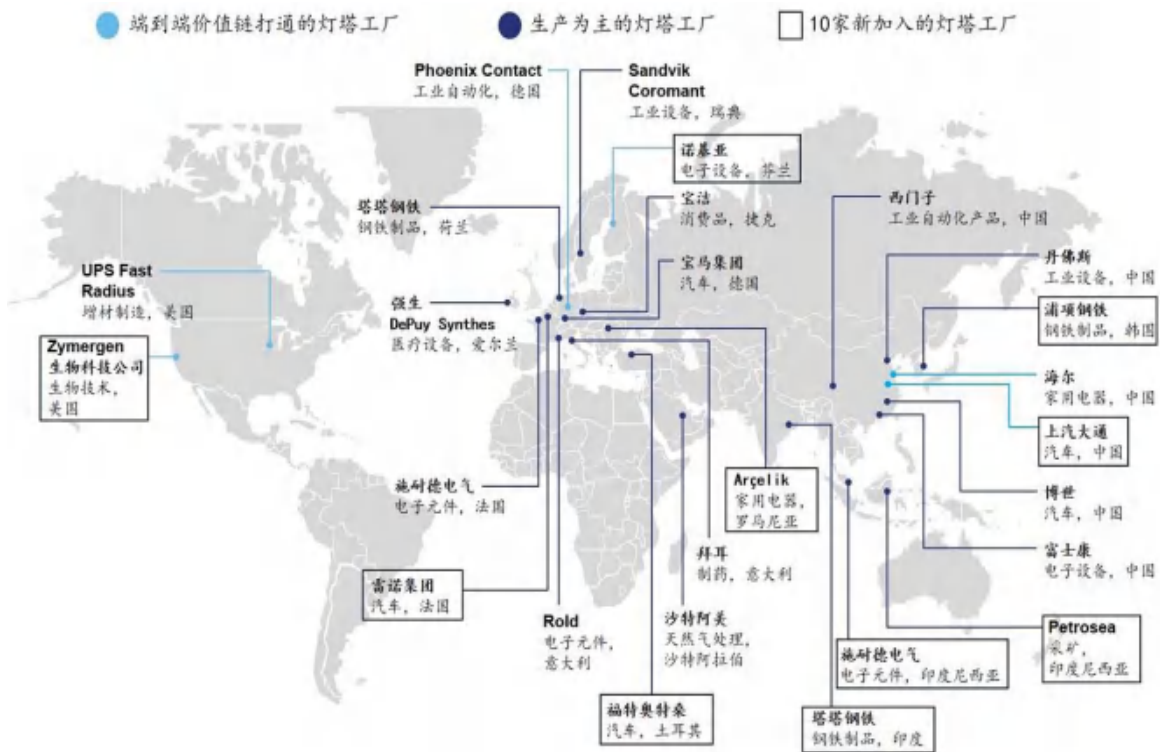 端到端价值链打通的灯塔工厂
生产为主的灯塔工厂
10家新加入的灯塔工厂
Phoenix Contact
工业自动化，德国
Sandvik
Coromant
工业设备，瑞典
诺基亚
电子设备，芬兰
塔塔钢铁
钢铁制品，荷兰
宝洁
消费品，捷克
西门子
工业自动化产品，中国
UPS Fast
Radius
增材制造，美国
宝马集团
汽车，德国
丹佛斯
工业设备，中国
强生
DePuy Synthes
医疗设备，爱尔兰
浦项钢铁
钢铁制品，韩国
Zymergen
生物科技公司
生物技术，
美国
海尔
家用电器，中国
上汽大通
汽车，中国
施耐德电气
电子元件，法国
Arçelik
家用电器，
罗马尼亚
博世
汽车，中国
拜耳
制药，意大利
富士康
电子设备，中国
雷诺集团
汽车，法国
Rold
电子元件，
意大利
沙特阿美
天然气处理，
沙特阿拉伯
施耐德电气
电子元件，印度尼西亚
Petrosea
采矿，
印度尼西亚
福特奥特桑
汽车，土耳其
塔塔钢铁
钢铁制品，印度